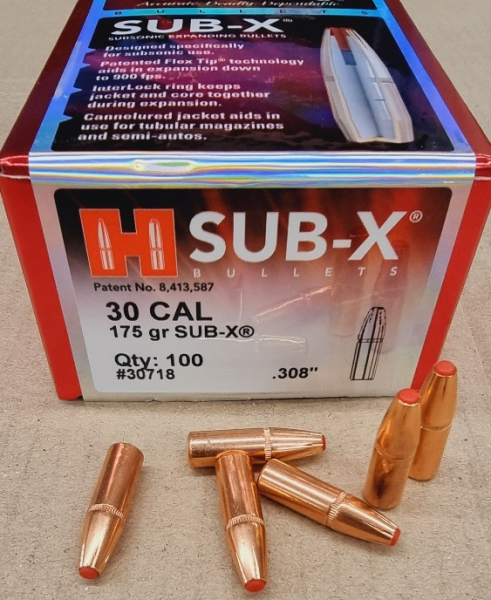 Accurate Deadly Dependable
BULLETS
SUB-X®
SUBSONIC EXPANDING BULLETS
Designed specifically
for subsonic use.
Patented Flex Tip® technology
aids in expansion down
to 900 fps.
InterLock ring keeps
jacket and core together
during expansion.
Cannelured jacket aids in
use for tubular magazines
and semi-autos.
H SUB-X®
BULLETS
Patent No. 8,413,587
30 CAL
175 gr SUB-X®
Qty: 100
#30718
.308"